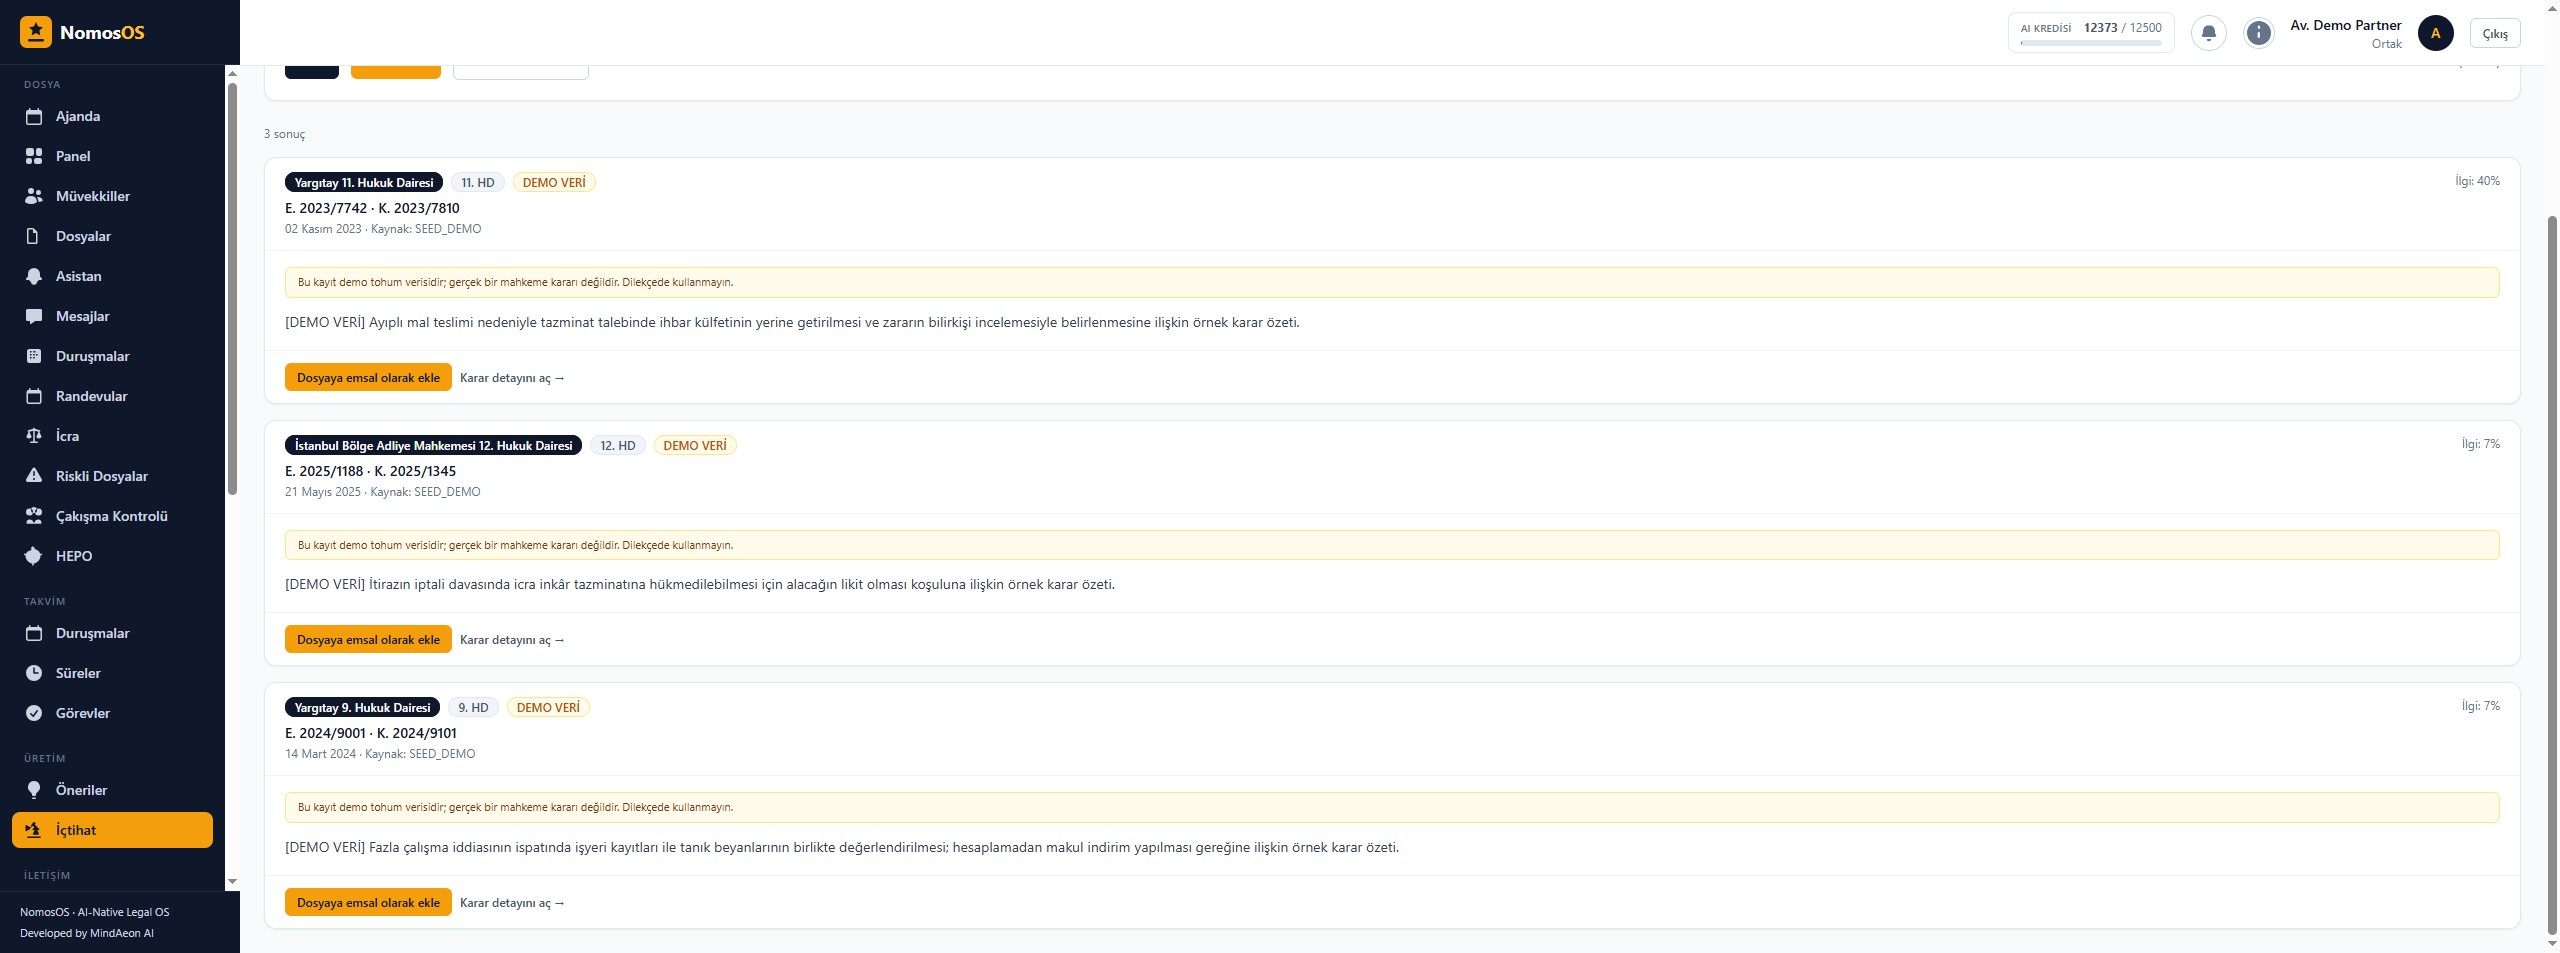 NomosOS
AI KREDİSİ 12373 / 12500
Av. Demo Partner
Ortak
A
Çıkış
DOSYA
Ajanda
Panel
Müvekkiller
Dosyalar
Asistan
Mesajlar
Duruşmalar
Randevular
İcra
Riskli Dosyalar
Çakışma Kontrolü
HEPO
TAKVİM
Duruşmalar
Süreler
Görevler
ÜRETİM
Öneriler
İçtihat
İLETİŞİM
NomosOS · AI-Native Legal OS
Developed by MindAeon AI
3 sonuç
Yargıtay 11. Hukuk Dairesi 11. HD DEMO VERİ İlgi: 40%
E. 2023/7742 · K. 2023/7810
02 Kasım 2023 · Kaynak: SEED_DEMO
Bu kayıt demo tohum verisidir; gerçek bir mahkeme kararı değildir. Dilekçede kullanmayın.
[DEMO VERİ] Ayıplı mal teslimi nedeniyle tazminat talebinde ihbar külfetinin yerine getirilmesi ve zararın bilirkişi incelemesiyle belirlenmesine ilişkin örnek karar özeti.
Dosyaya emsal olarak ekle Karar detayını aç →
İstanbul Bölge Adliye Mahkemesi 12. Hukuk Dairesi 12. HD DEMO VERİ İlgi: 7%
E. 2025/1188 · K. 2025/1345
21 Mayıs 2025 · Kaynak: SEED_DEMO
Bu kayıt demo tohum verisidir; gerçek bir mahkeme kararı değildir. Dilekçede kullanmayın.
[DEMO VERİ] İtirazın iptali davasında icra inkâr tazminatına hükmedilebilmesi için alacağın likit olması koşuluna ilişkin örnek karar özeti.
Dosyaya emsal olarak ekle Karar detayını aç →
Yargıtay 9. Hukuk Dairesi 9. HD DEMO VERİ İlgi: 7%
E. 2024/9001 · K. 2024/9101
14 Mart 2024 · Kaynak: SEED_DEMO
Bu kayıt demo tohum verisidir; gerçek bir mahkeme kararı değildir. Dilekçede kullanmayın.
[DEMO VERİ] Fazla çalışma iddiasının ispatında işyeri kayıtları ile tanık beyanlarının birlikte değerlendirilmesi; hesaplamadan makul indirim yapılması gereğine ilişkin örnek karar özeti.
Dosyaya emsal olarak ekle Karar detayını aç →